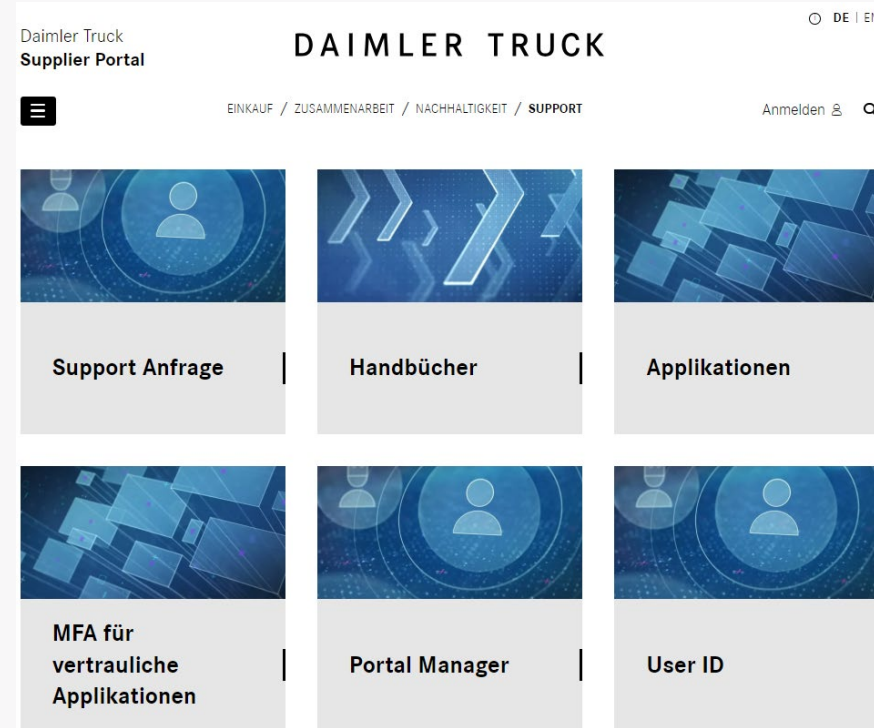 DE | EN
Daimler Truck
Supplier Portal
DAIMLER TRUCK
EINKAUF / ZUSAMMENARBEIT / NACHHALTIGKEIT / SUPPORT
Anmelden
Support Anfrage
Handbücher
Applikationen
MFA für
vertrauliche
Applikationen
Portal Manager
User ID